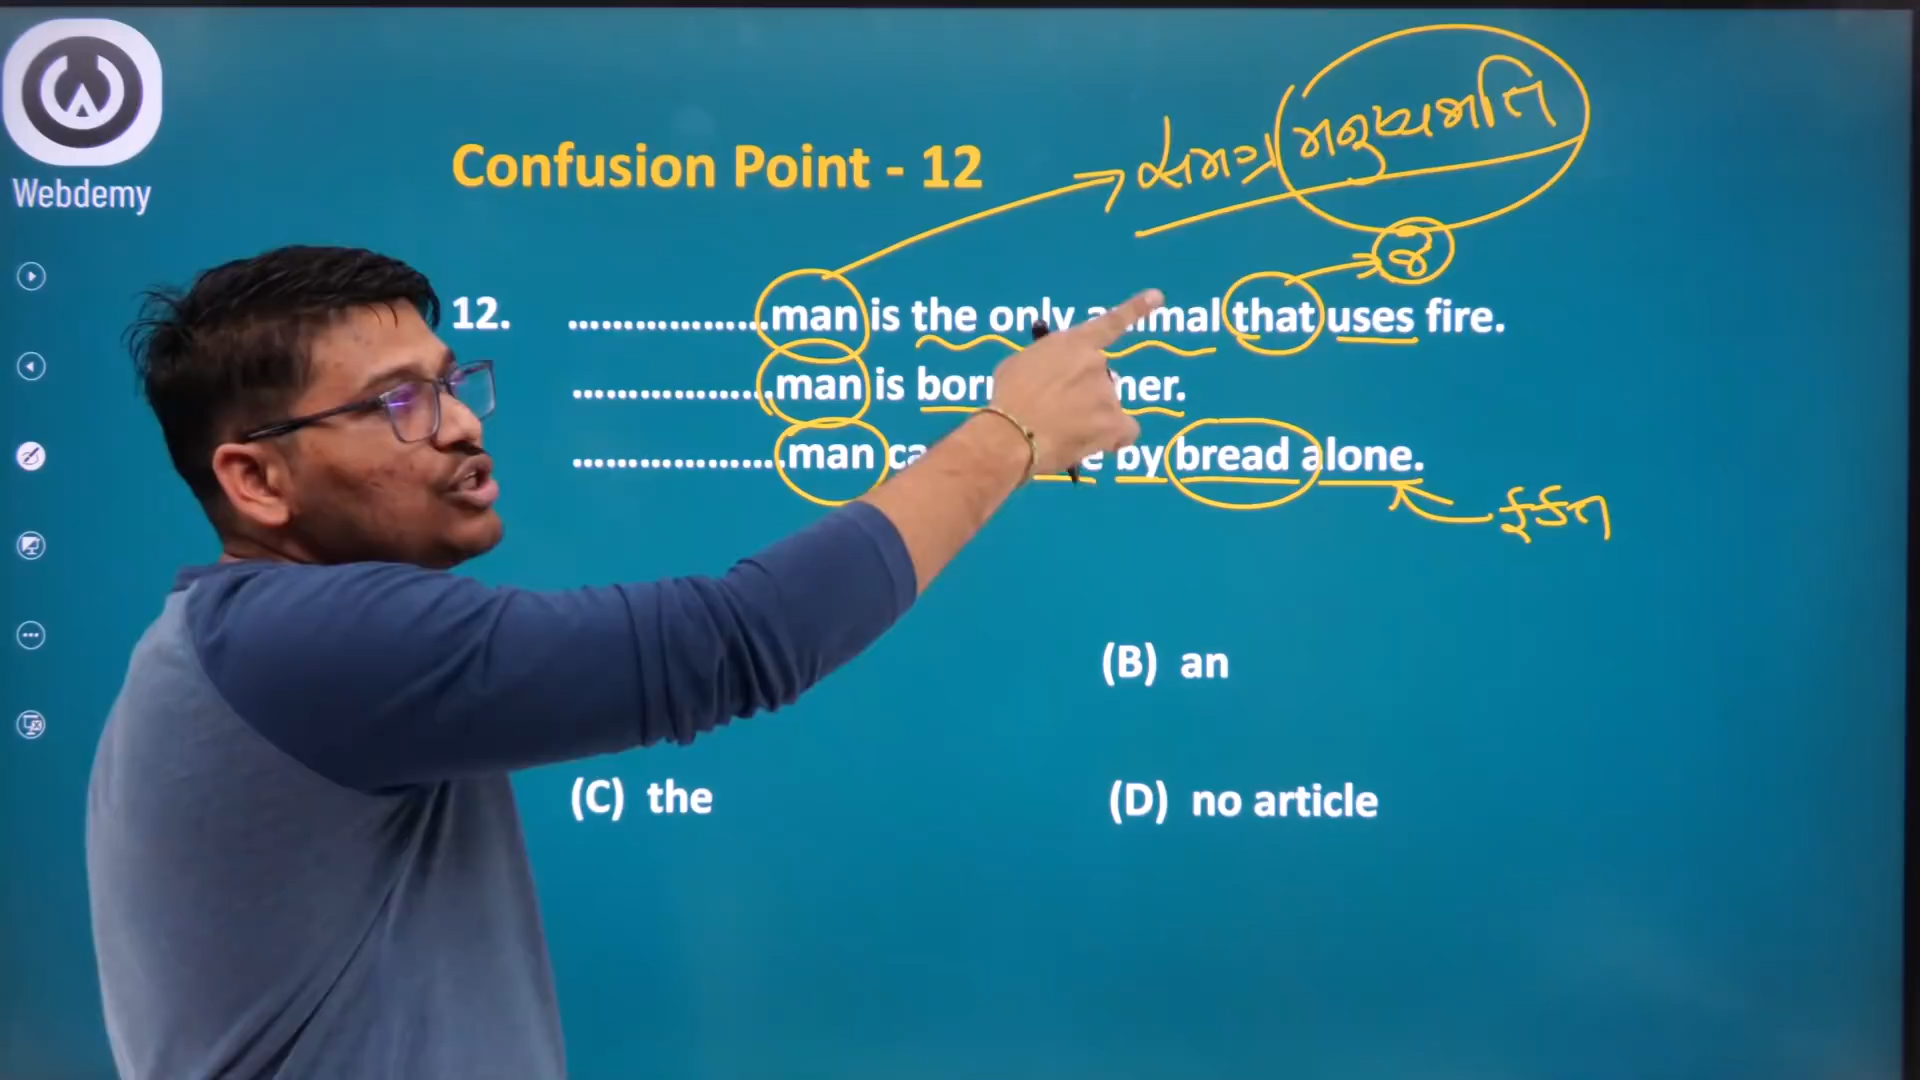 Webdemy
Confusion Point - 12
સમગ્ર મનુષ્યજાતિ
જે
12. ....................man is the only animal that uses fire.
....................man is born
....................man by bread alone.
ફક્ત
(B) an
(C) the
(D) no article